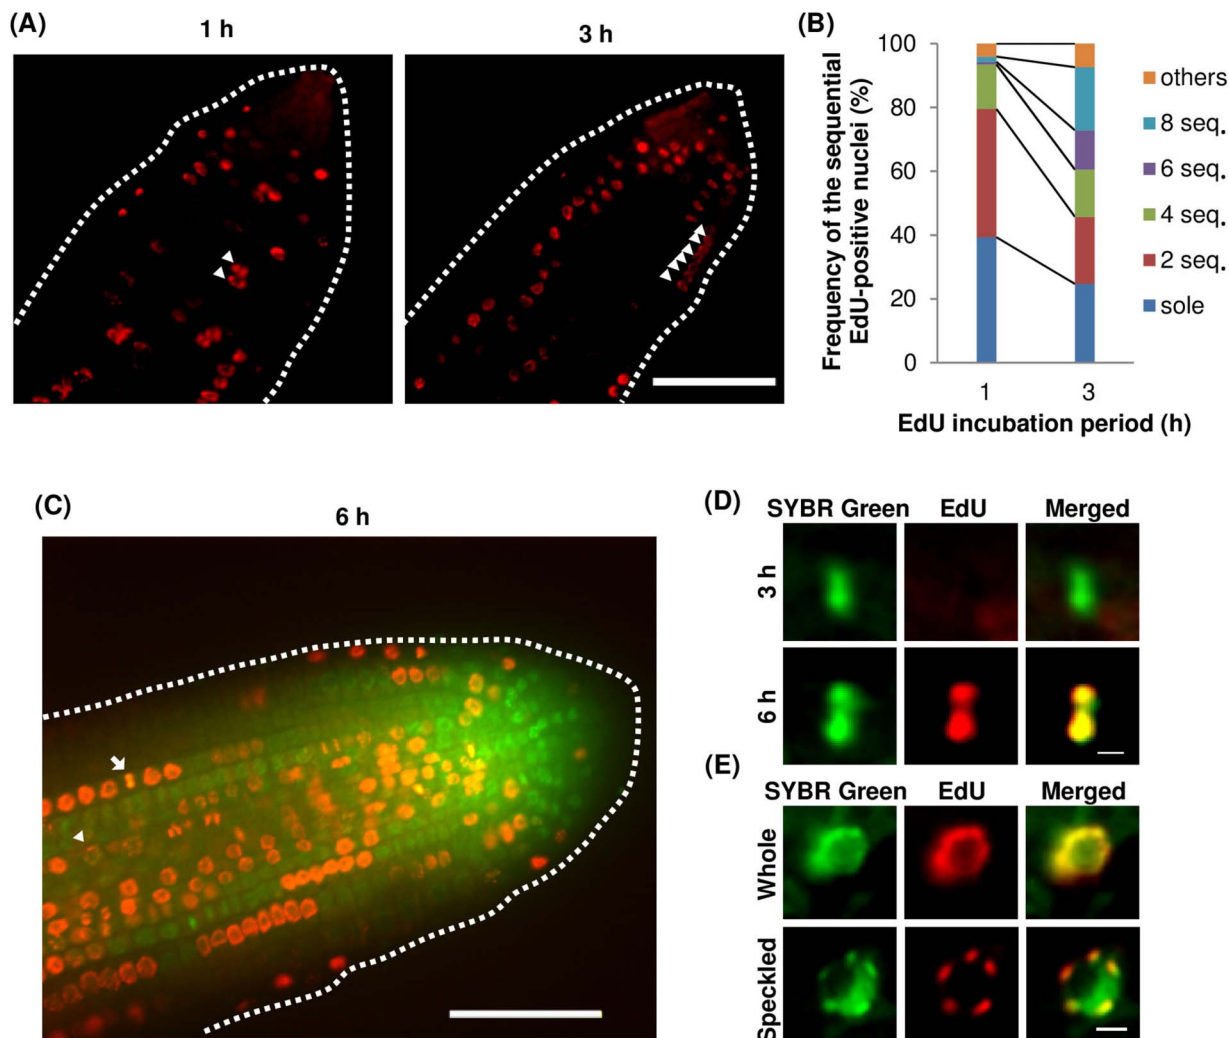 (A)
1 h
3 h
(B)
Frequency of the sequential
EdU-positive nuclei (%)
100
80
60
40
20
0
1
3
EdU incubation period (h)
others
8 seq.
6 seq.
4 seq.
2 seq.
sole
(C)
6 h
(D)
SYBR Green
EdU
Merged
3 h
6 h
(E)
SYBR Green
EdU
Merged
Whole
Speckled